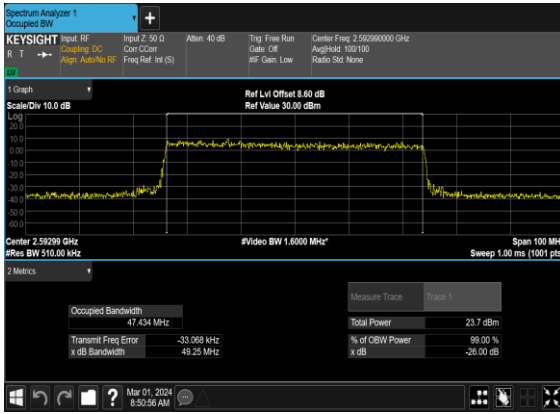 Spectrum Analyzer 1
Occupied BW
+
KEYSIGHT Input: RF Input Z: 50 Ω Atten: 40 dB Trig: Free Run Center Freq: 2.592990000 GHz
R T Coupling: DC Corr CCorr Gate: Off Avg|Hold: 100/100
Align: Auto/No RF Freq Ref: Int (S) #IF Gain: Low Radio Std: None
LW
1 Graph
Ref Lvl Offset 8.60 dB
Scale/Div 10.0 dB Ref Value 30.00 dBm
Log
20.0
10.0
0.00
-10.0
-20.0
-30.0
-40.0
-50.0
-60.0
Center 2.59299 GHz #Video BW 1.6000 MHz* Span 100 MH
#Res BW 510.00 kHz Sweep 1.00 ms (1001 pts
2 Metrics
Measure Trace Trace 1
Occupied Bandwidth
47.434 MHz Total Power 23.7 dBm
Transmit Freq Error -33.068 kHz % of OBW Power 99.00 %
x dB Bandwidth 49.25 MHz x dB -26.00 dB
? Mar 01, 2024
8:50:56 AM